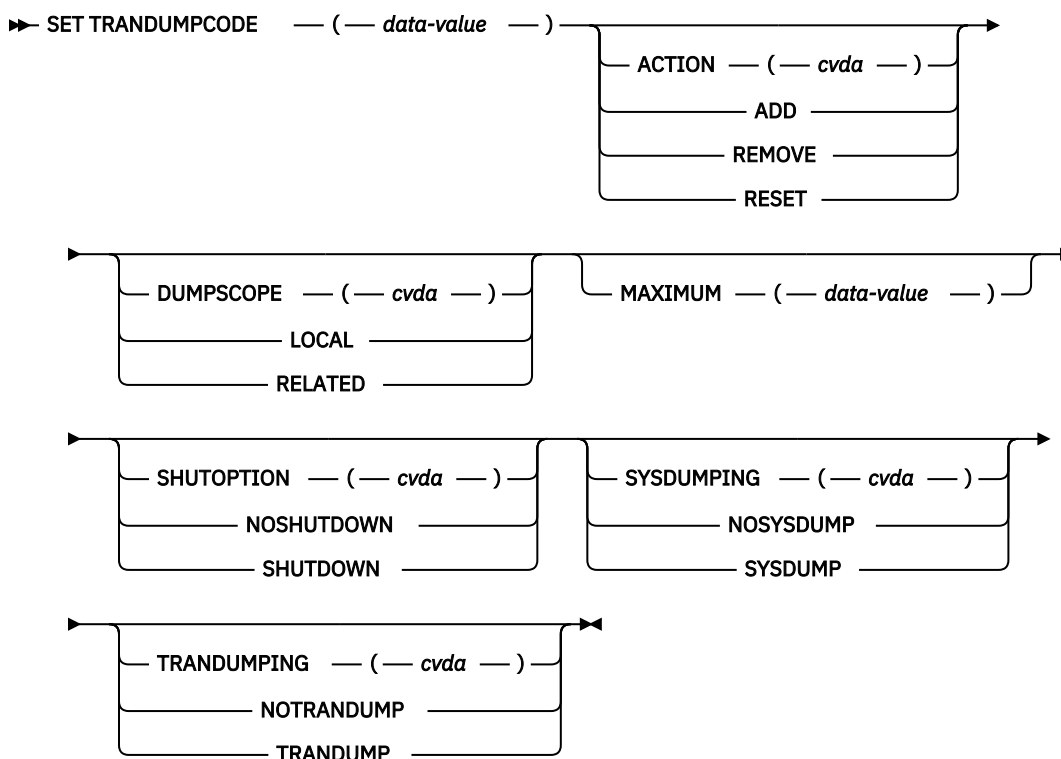 SET TRANDUMPCODE ( data-value )
ACTION ( cvda )
ADD
REMOVE
RESET
DUMPSCOPE ( cvda )
LOCAL
RELATED
MAXIMUM ( data-value )
SHUTOPTION ( cvda )
NOSHUTDOWN
SHUTDOWN
SYSDUMPING ( cvda )
NOSYSDUMP
SYSDUMP
TRANDUMPING ( cvda )
NOTRANDUMP
TRANDUMP